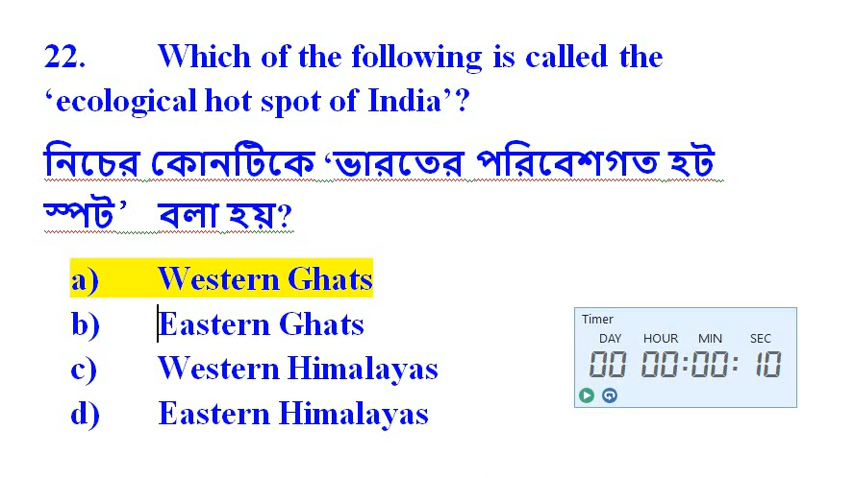 22. Which of the following is called the
‘ecological hot spot of India’?
নিচের কোনটিকে ‘ভারতের পরিবেশগত হট
স্পট’ বলা হয়?
a) Western Ghats
b) Eastern Ghats
c) Western Himalayas
d) Eastern Himalayas
Timer
DAY HOUR MIN SEC
00 00:00:10